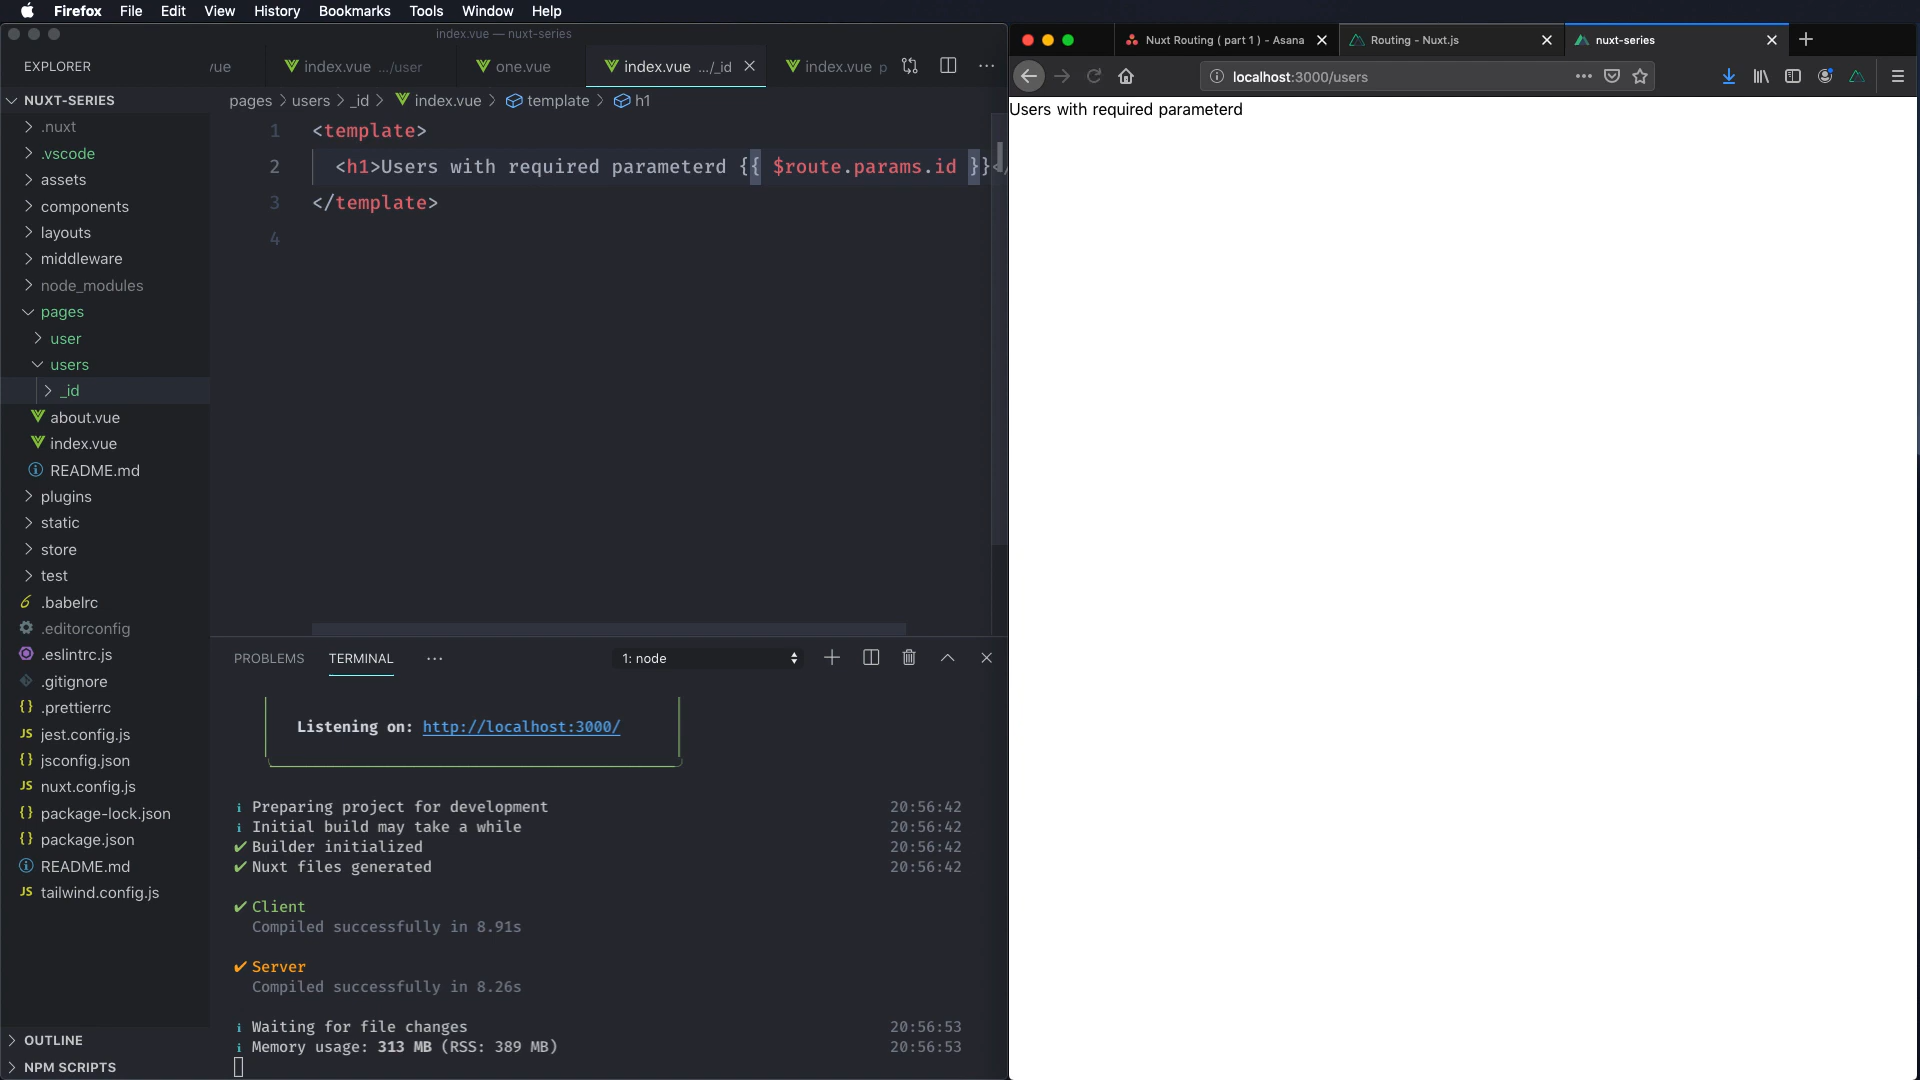 Firefox File Edit View History Bookmarks Tools Window Help
index.vue — nuxt-series
EXPLORER
NUXT-SERIES
.nuxt
.vscode
assets
components
layouts
middleware
node_modules
pages
user
users
_id
about.vue
index.vue
README.md
plugins
static
store
test
.babelrc
.editorconfig
.eslintrc.js
.gitignore
.prettierrc
jest.config.js
jsconfig.json
nuxt.config.js
package-lock.json
package.json
README.md
tailwind.config.js
OUTLINE
NPM SCRIPTS
vue index.vue .../user one.vue index.vue .../_id index.vue p
pages > users > _id > index.vue > template > h1
1 <template>
2 <h1>Users with required parameterd {{ $route.params.id }}</
3 </template>
4
PROBLEMS TERMINAL ... 1: node
Listening on: http://localhost:3000/
i Preparing project for development 20:56:42
i Initial build may take a while 20:56:42
✔ Builder initialized 20:56:42
✔ Nuxt files generated 20:56:42
✔ Client
Compiled successfully in 8.91s
✔ Server
Compiled successfully in 8.26s
i Waiting for file changes 20:56:53
i Memory usage: 313 MB (RSS: 389 MB) 20:56:53
Nuxt Routing ( part 1 ) - Asana Routing - Nuxt.js nuxt-series
localhost:3000/users
Users with required parameterd